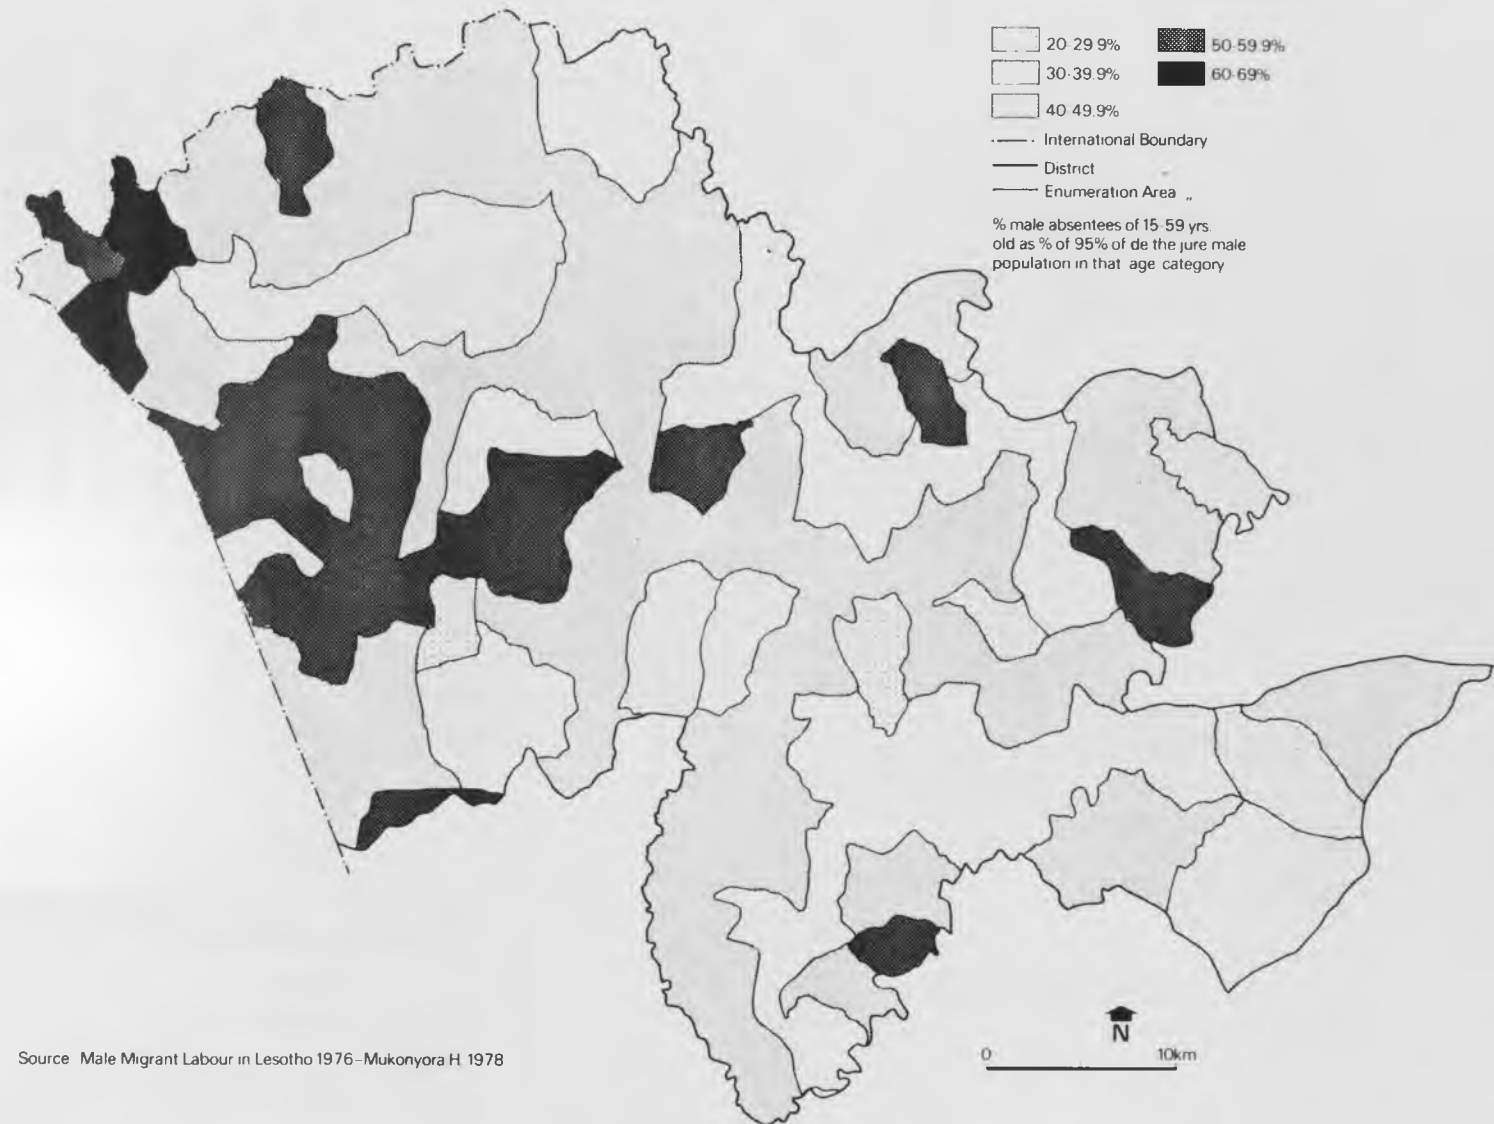 20-29 9%
30-39.9%
40-49.9%
50-59 9%
60-69%
International Boundary
District
Enumeration Area „
% male absentees of 15-59 yrs.
old as % of 95% of de the jure male
population in that age category
N
0 10km
Source Male Migrant Labour in Lesotho 1976–Mukonyora H. 1978